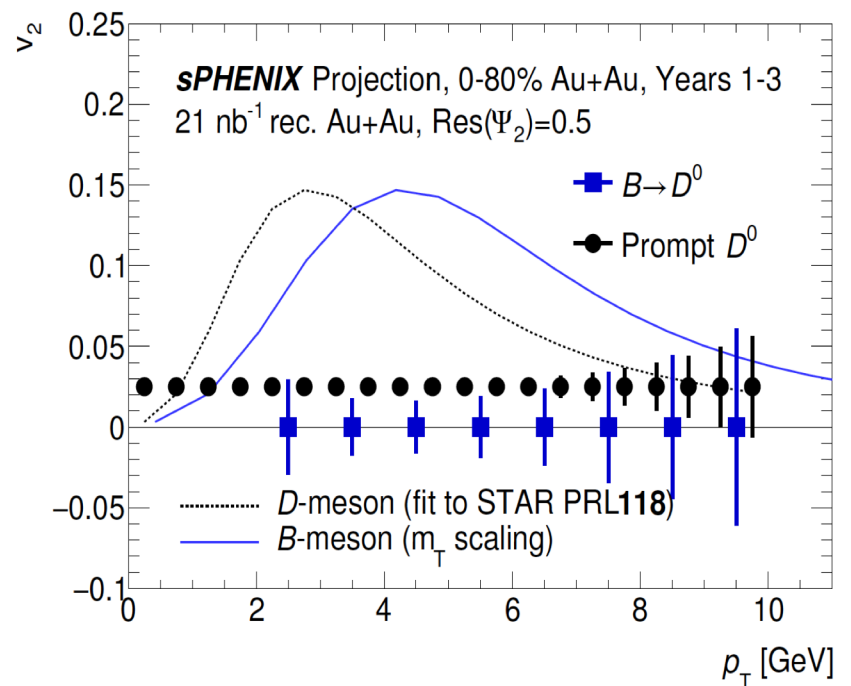 v₂
0.25
0.2
0.15
0.1
0.05
0
−0.05
−0.1
sPHENIX Projection, 0-80% Au+Au, Years 1-3
21 nb⁻¹ rec. Au+Au, Res(Ψ₂)=0.5
B→D⁰
Prompt D⁰
D-meson (fit to STAR PRL118)
B-meson (m_T scaling)
0 2 4 6 8 10
p_T [GeV]